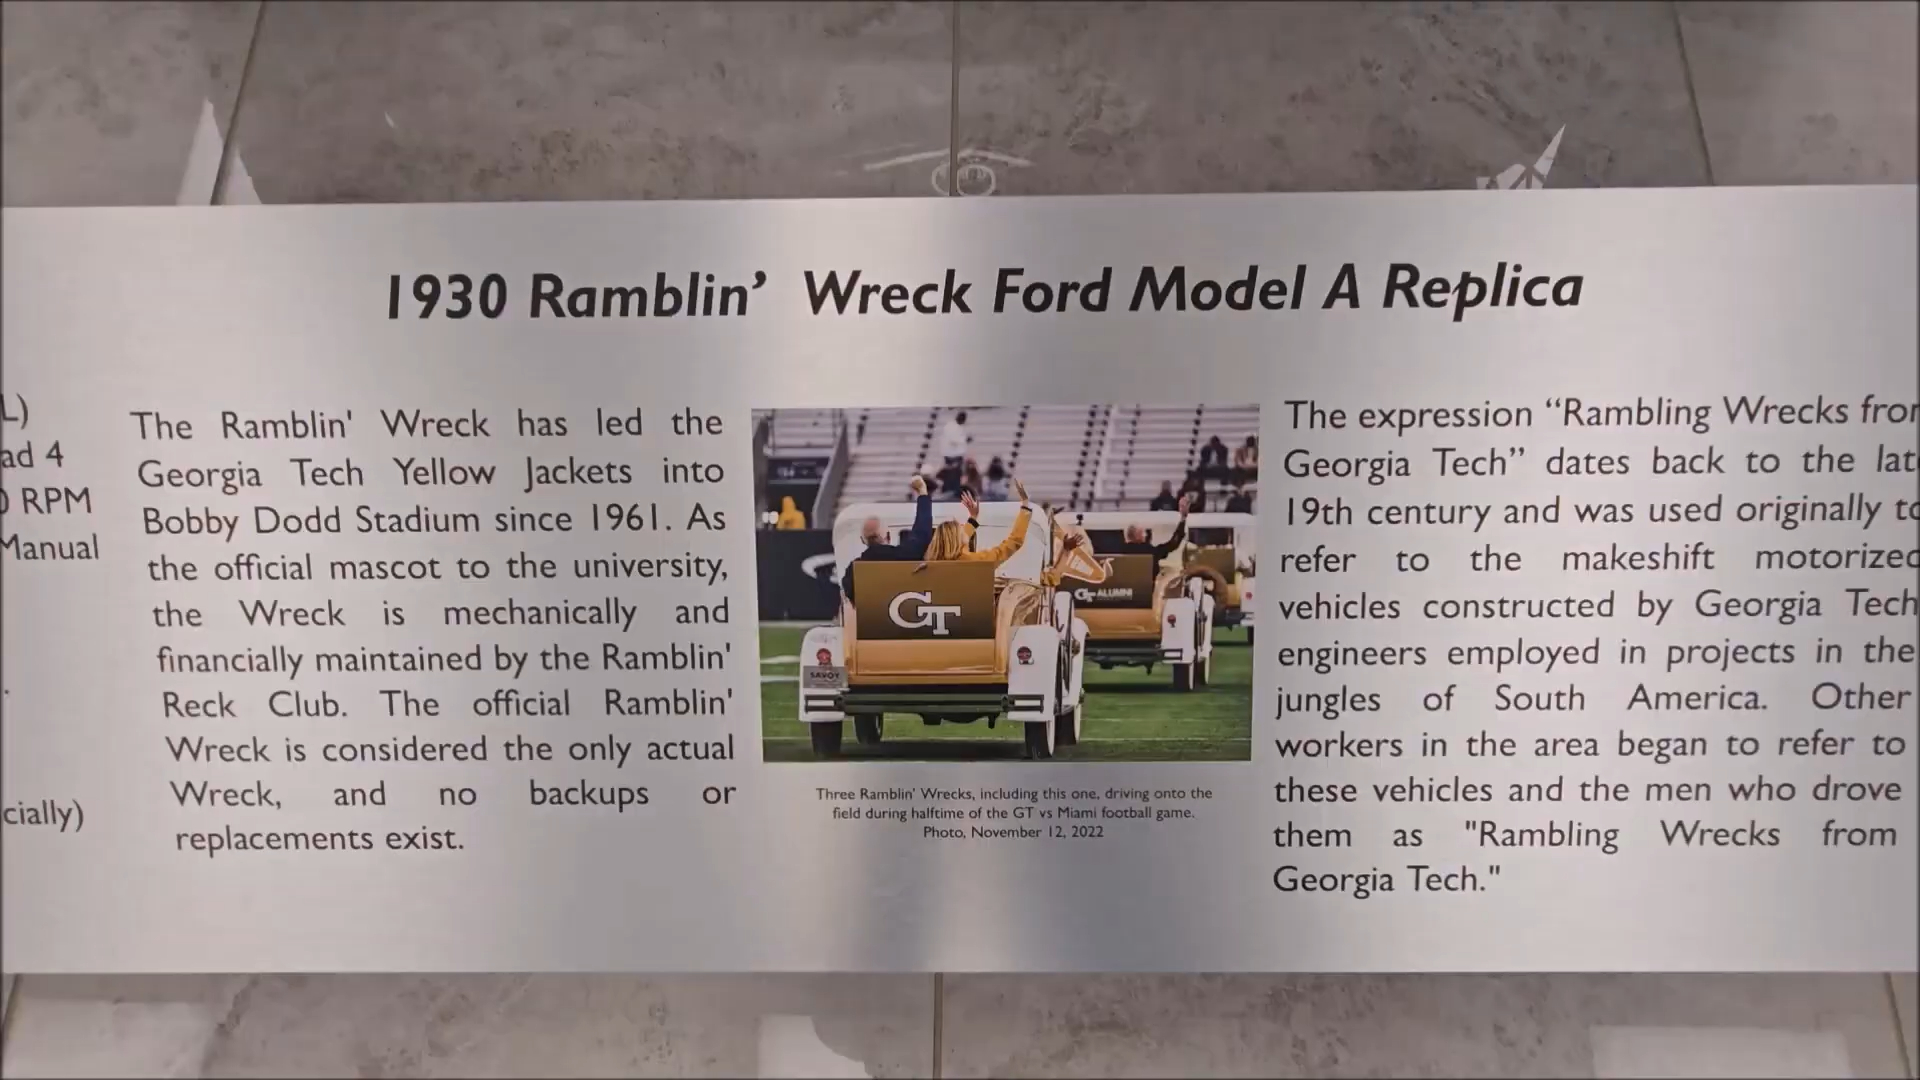 1930 Ramblin’ Wreck Ford Model A Replica
L)
ad 4
RPM
Manual
cially)
The Ramblin' Wreck has led the
Georgia Tech Yellow Jackets into
Bobby Dodd Stadium since 1961. As
the official mascot to the university,
the Wreck is mechanically and
financially maintained by the Ramblin'
Reck Club. The official Ramblin'
Wreck is considered the only actual
Wreck, and no backups or
replacements exist.
GT
GT ALUMNI
SAVOY
Three Ramblin’ Wrecks, including this one, driving onto the
field during halftime of the GT vs Miami football game.
Photo, November 12, 2022
The expression “Rambling Wrecks from
Georgia Tech” dates back to the lat
19th century and was used originally to
refer to the makeshift motorized
vehicles constructed by Georgia Tech
engineers employed in projects in the
jungles of South America. Other
workers in the area began to refer to
these vehicles and the men who drove
them as "Rambling Wrecks from
Georgia Tech."